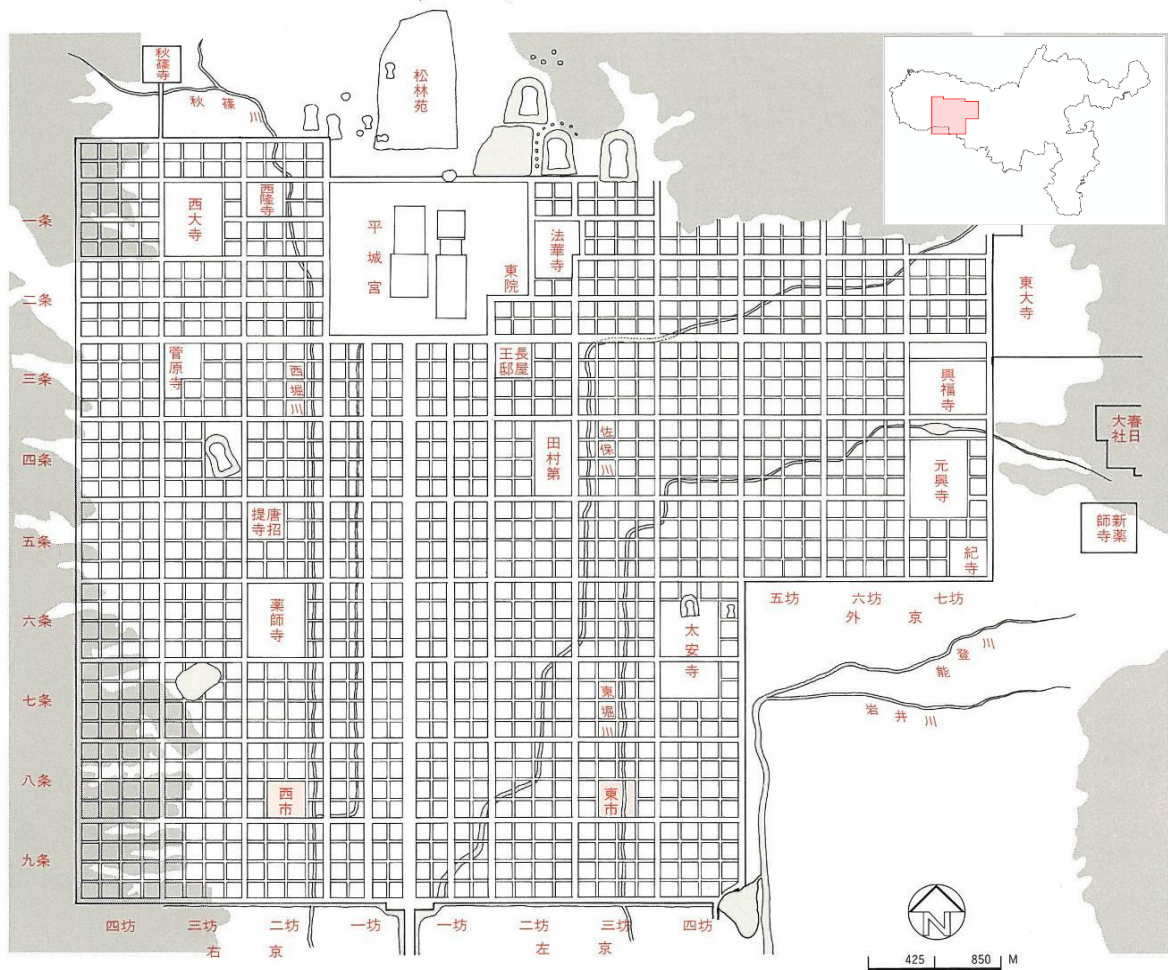 秋篠寺
秋篠川
松林苑
一条
二条
三条
四条
五条
六条
七条
八条
九条
西大寺
西隆寺
平城宮
東院
法華寺
東大寺
菅原寺
西堀川
長屋王邸
興福寺
春日大社
田村第
佐保川
元興寺
唐招提寺
新薬師寺
紀寺
薬師寺
太安寺
五坊
六坊
七坊
外京
能登川
岩井川
東堀川
西市
東市
四坊
三坊
二坊
一坊
一坊
二坊
三坊
四坊
右京
左京
N
425 850 M